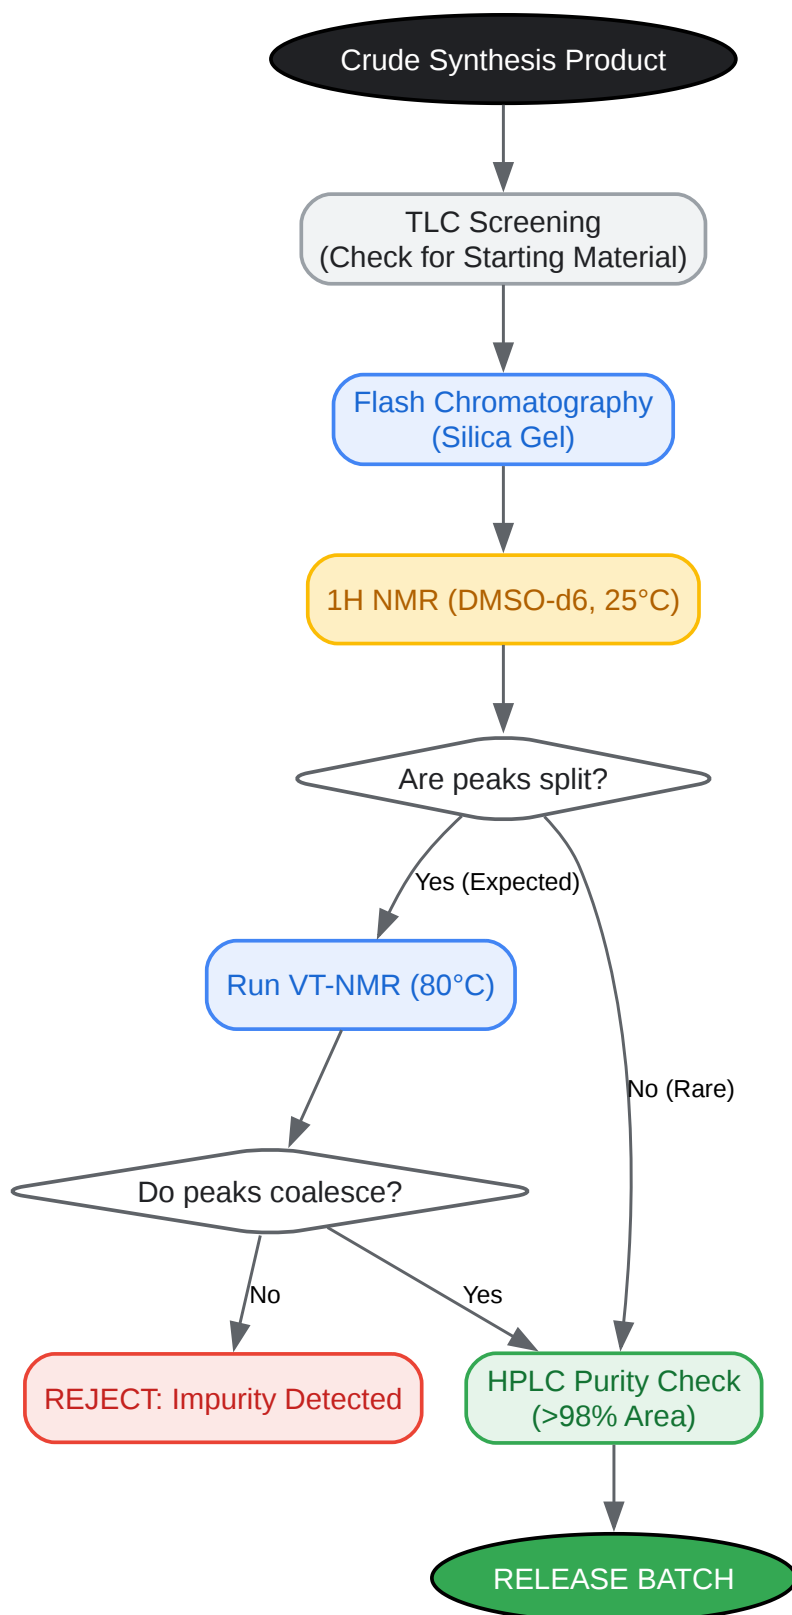 Crude Synthesis Product
TLC Screening
(Check for Starting Material)
Flash Chromatography
(Silica Gel)
1H NMR (DMSO-d6, 25°C)
Are peaks split?
Yes (Expected)
Run VT-NMR (80°C)
No (Rare)
Do peaks coalesce?
No
Yes
REJECT: Impurity Detected
HPLC Purity Check
(>98% Area)
RELEASE BATCH